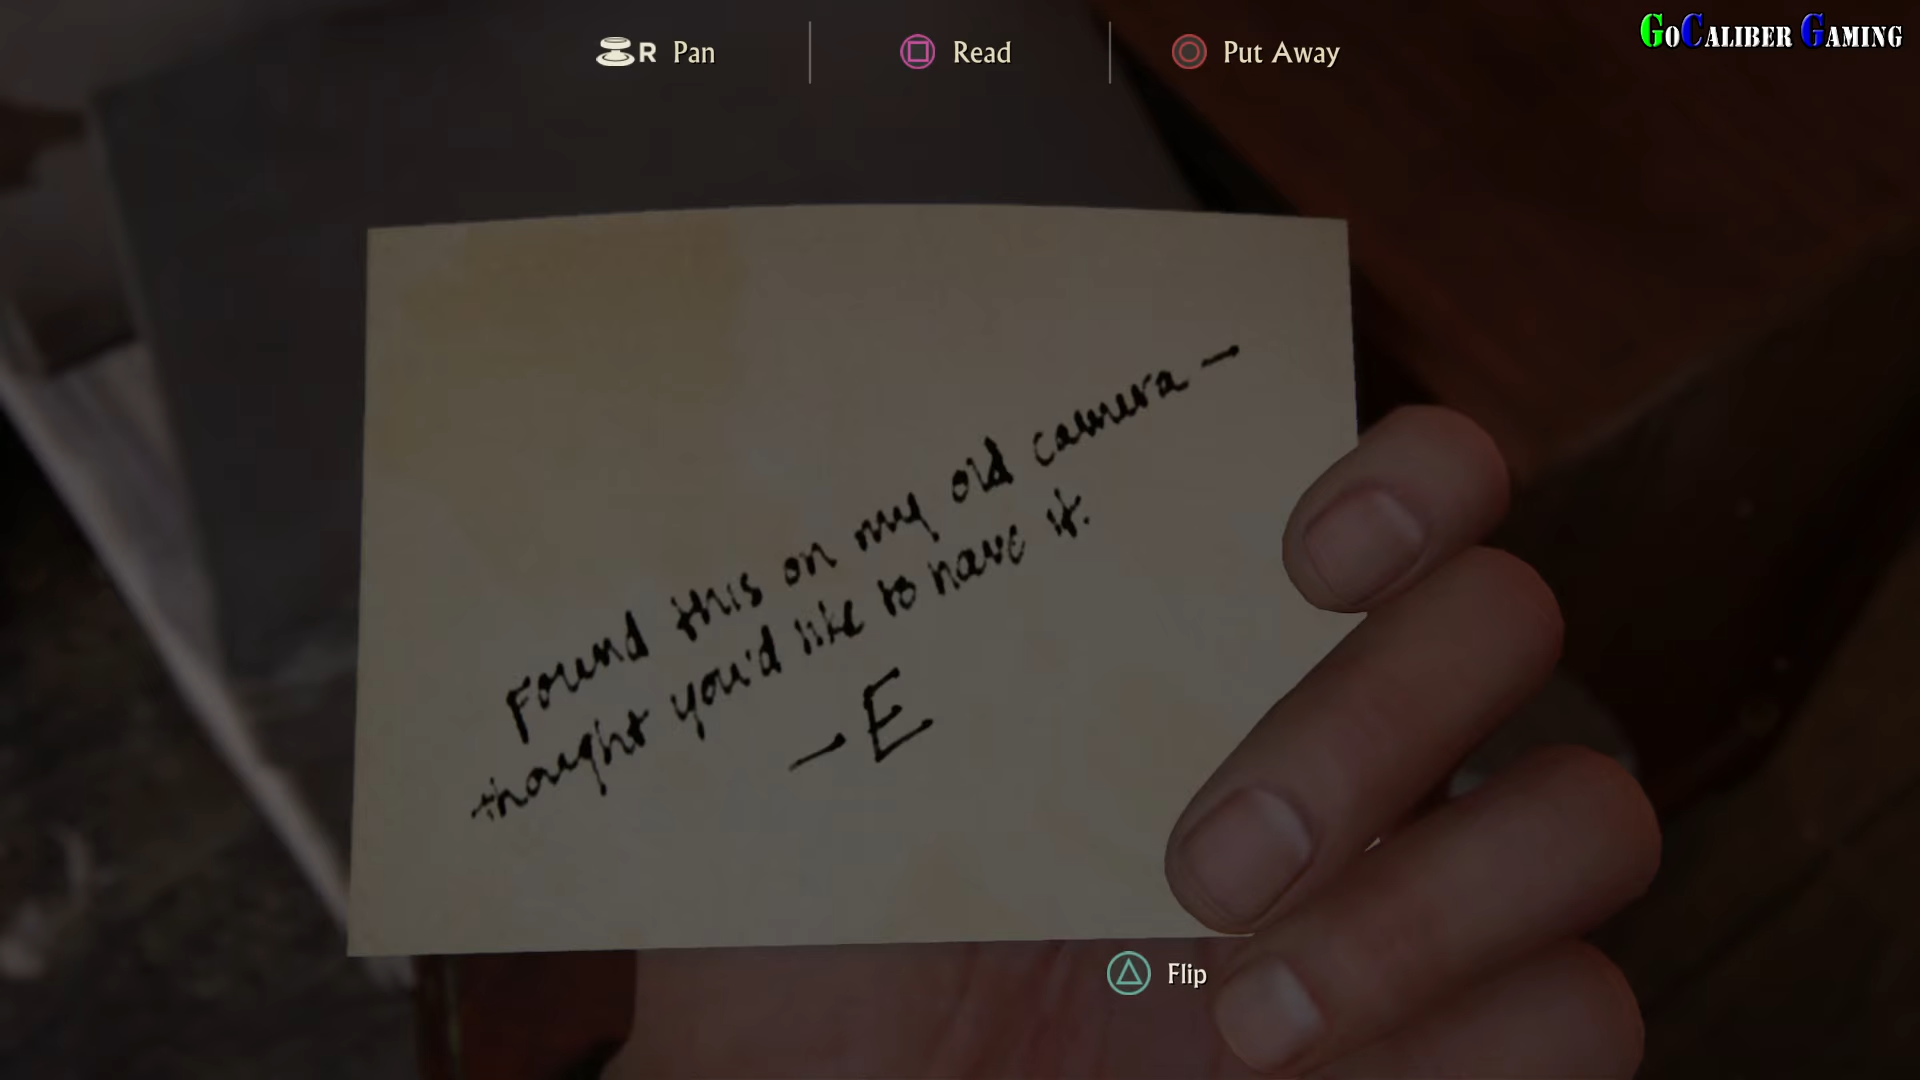 R Pan
Read
Put Away
GoCaliber Gaming
Found this on my old camera –
thought you'd like to have it.
– E
Flip